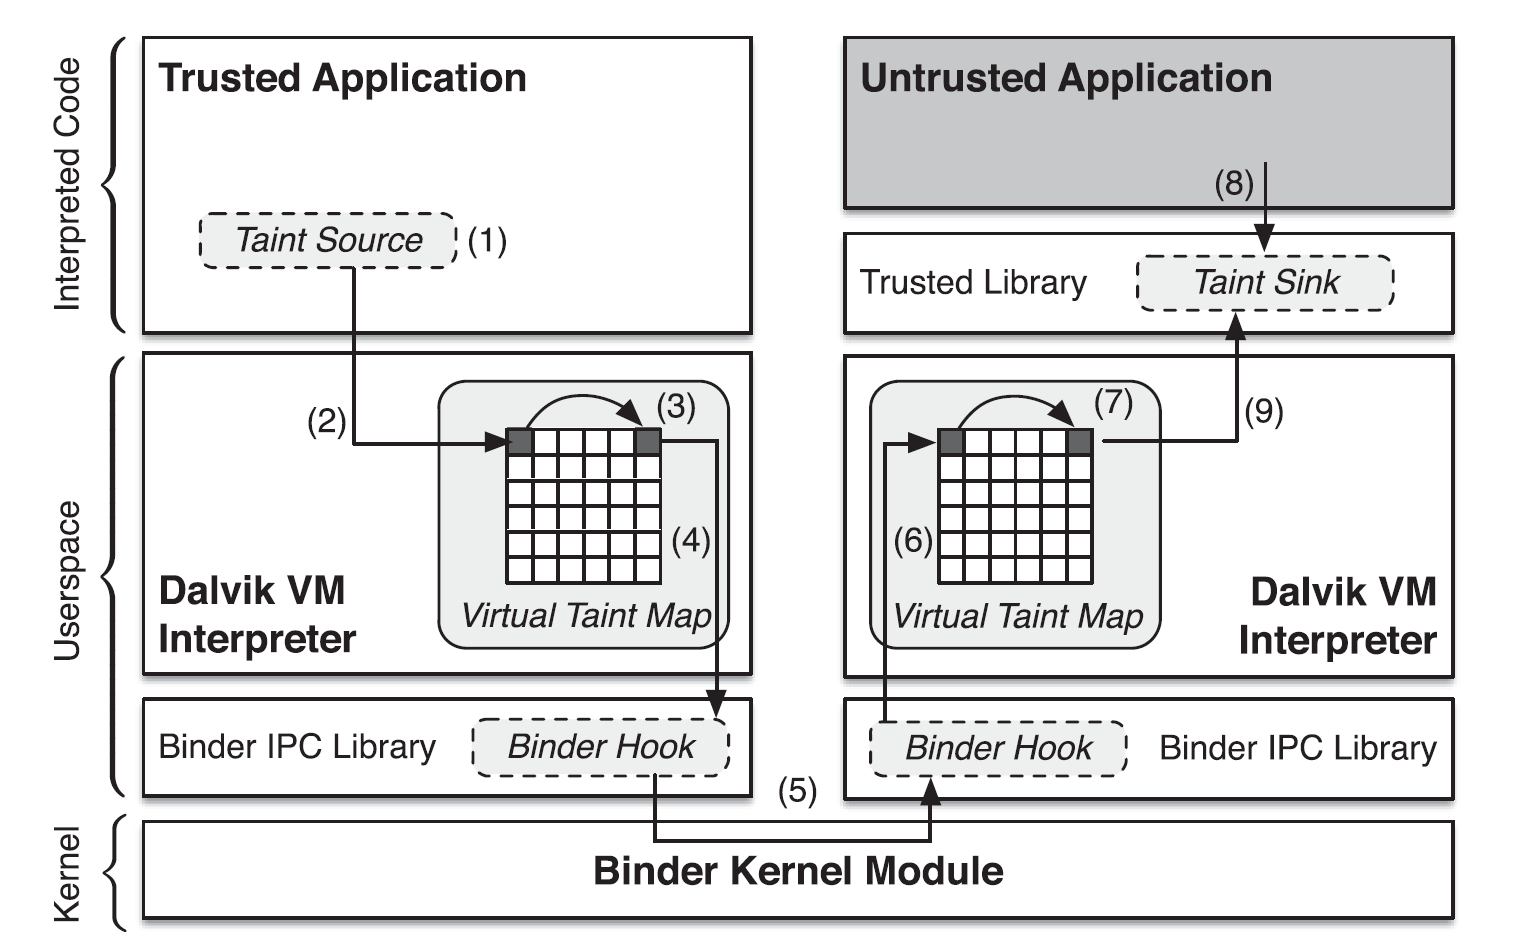 Interpreted Code
Userspace
Kernel
Trusted Application
Taint Source
(1)
(2)
(3)
(4)
Virtual Taint Map
Dalvik VM
Interpreter
Binder IPC Library
Binder Hook
(5)
Untrusted Application
(8)
Trusted Library
Taint Sink
(7)
(9)
(6)
Virtual Taint Map
Dalvik VM
Interpreter
Binder Hook
Binder IPC Library
Binder Kernel Module